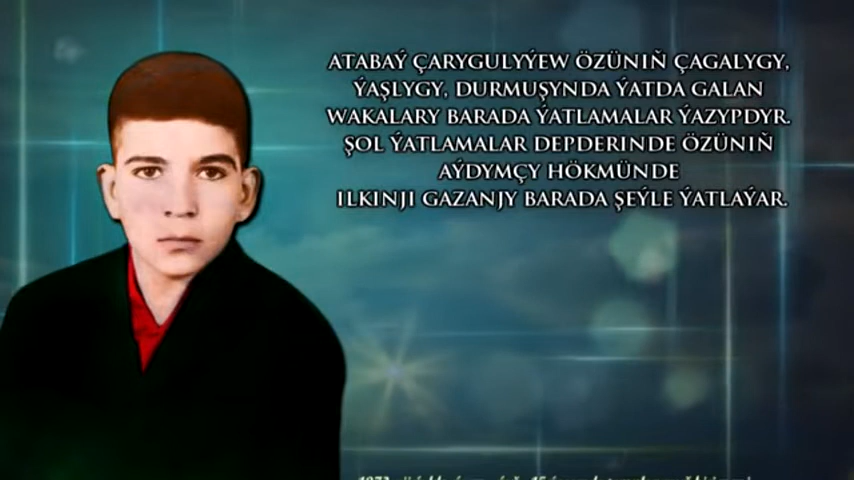 ATABAÝ ÇARYGULYÝEW ÖZÜNIŇ ÇAGALYGY,
ÝAŞLYGY, DURMUŞYNDA ÝATDA GALAN
WAKALARY BARADA ÝATLAMALAR ÝAZYPDYR.
ŞOL ÝATLAMALAR DEPDERINDE ÖZÜNIŇ
AÝDYMÇY HÖKMÜNDE
ILKINJI GAZANJY BARADA ŞEÝLE ÝATLAÝAR.